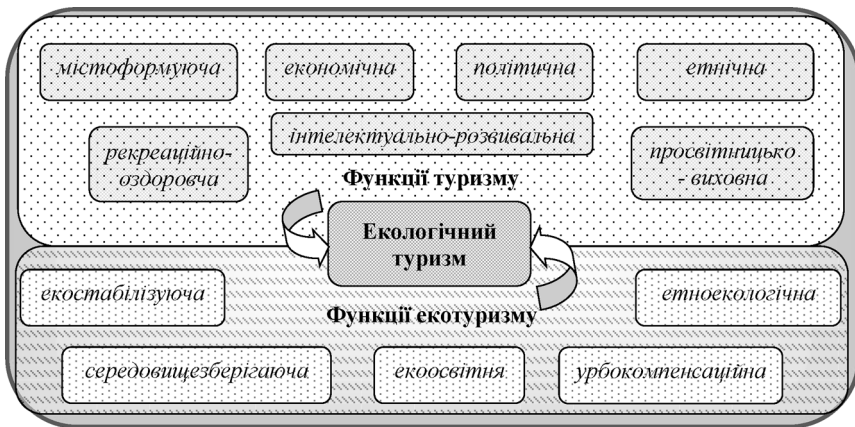 містоформуюча
економічна
політична
етнічна
рекреаційно-
оздоровча
інтелектуально-розвивальна
просвітницько
- виховна
Функції туризму
Екологічний
туризм
екостабілізуюча
етноекологічна
Функції екотуризму
середовищезберігаюча
екоосвітня
урбокомпенсаційна